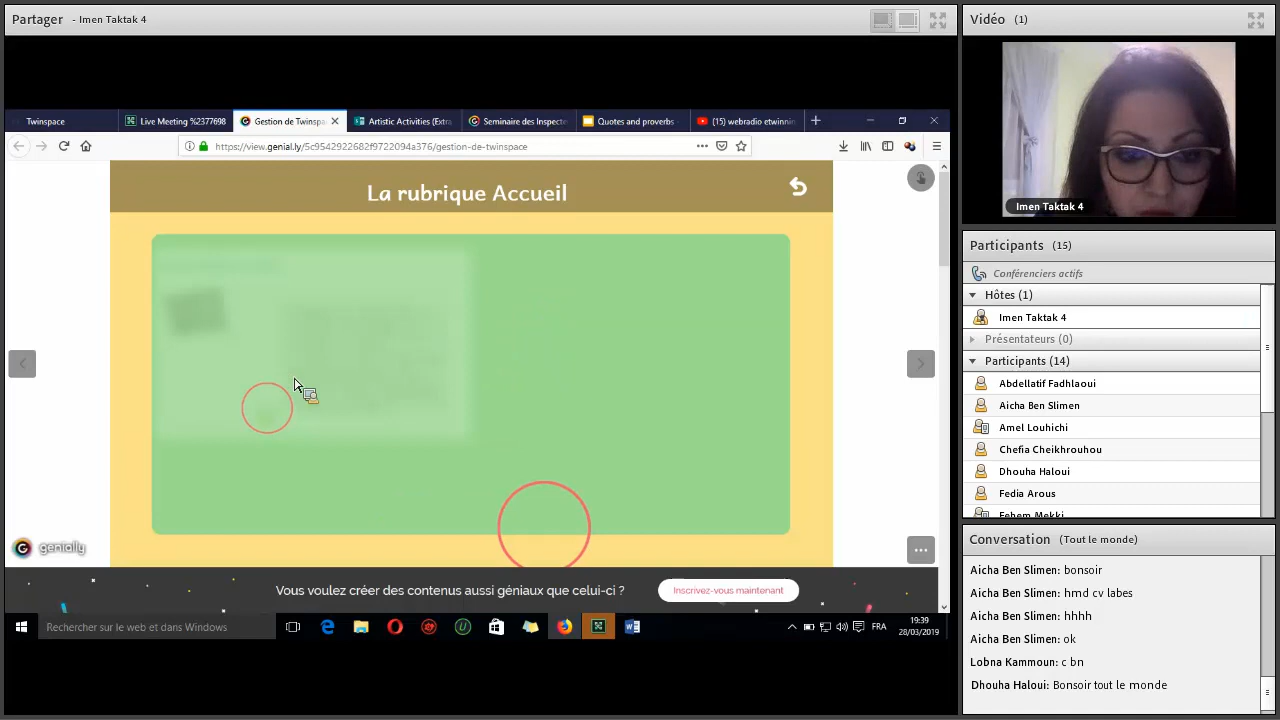 Partager - Imen Taktak 4
Twinspace
Live Meeting %2377698
Gestion de Twinspa
Artistic Activities (Extra
Seminaire des Inspecte
Quotes and proverbs -
(15) webradio etwinnin
https://view.genial.ly/5c9542922682f9722094a376/gestion-de-twinspace
La rubrique Accueil
genially
Vous voulez créer des contenus aussi géniaux que celui-ci ?
Inscrivez-vous maintenant
Rechercher sur le web et dans Windows
FRA
19:39
28/03/2019
Vidéo (1)
Imen Taktak 4
Participants (15)
Conférenciers actifs
Hôtes (1)
Imen Taktak 4
Présentateurs (0)
Participants (14)
Abdellatif Fadhlaoui
Aicha Ben Slimen
Amel Louhichi
Chefia Cheikhrouhou
Dhouha Haloui
Fedia Arous
Fehem Mekki
Conversation (Tout le monde)
Aicha Ben Slimen: bonsoir
Aicha Ben Slimen: hmd cv labes
Aicha Ben Slimen: hhhh
Aicha Ben Slimen: ok
Lobna Kammoun: c bn
Dhouha Haloui: Bonsoir tout le monde